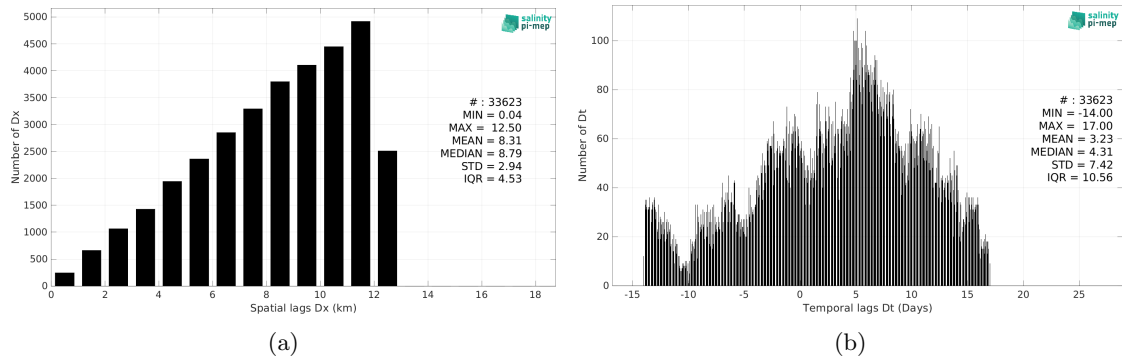 5000
4500
4000
3500
3000
2500
2000
1500
1000
500
0
Number of Dx
0 2 4 6 8 10 12 14 16 18
Spatial lags Dx (km)
salinity
pi-mep
# : 33623
MIN = 0.04
MAX = 12.50
MEAN = 8.31
MEDIAN = 8.79
STD = 2.94
IQR = 4.53
(a)
100
80
60
40
20
0
Number of Dt
-15 -10 -5 0 5 10 15 20 25
Temporal lags Dt (Days)
salinity
pi-mep
# : 33623
MIN = -14.00
MAX = 17.00
MEAN = 3.23
MEDIAN = 4.31
STD = 7.42
IQR = 10.56
(b)